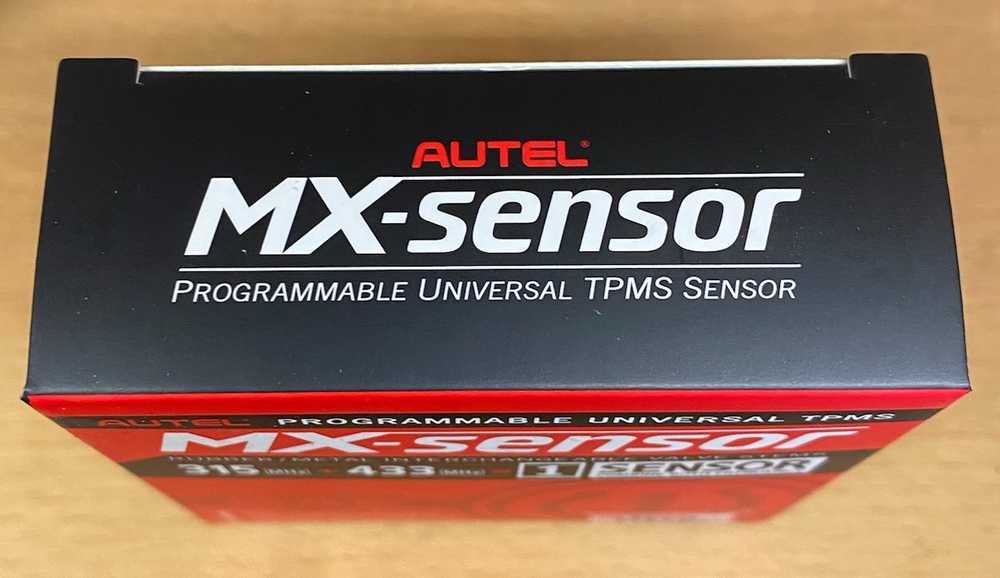 AUTEL®
MX-sensor
PROGRAMMABLE UNIVERSAL TPMS SENSOR
AUTEL PROGRAMMABLE UNIVERSAL TPMS
MX-sensor
315 (MHz) + 433 (MHz) = 1 SENSOR